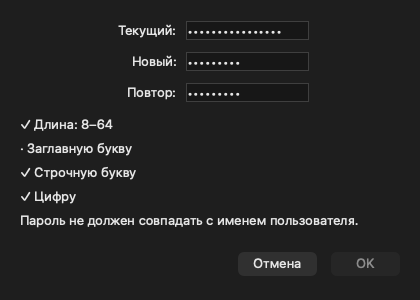 Текущий: ••••••••••••••••
Новый: •••••••••
Повтор: •••••••••
✓ Длина: 8–64
· Заглавную букву
✓ Строчную букву
✓ Цифру
Пароль не должен совпадать с именем пользователя.
Отмена OK